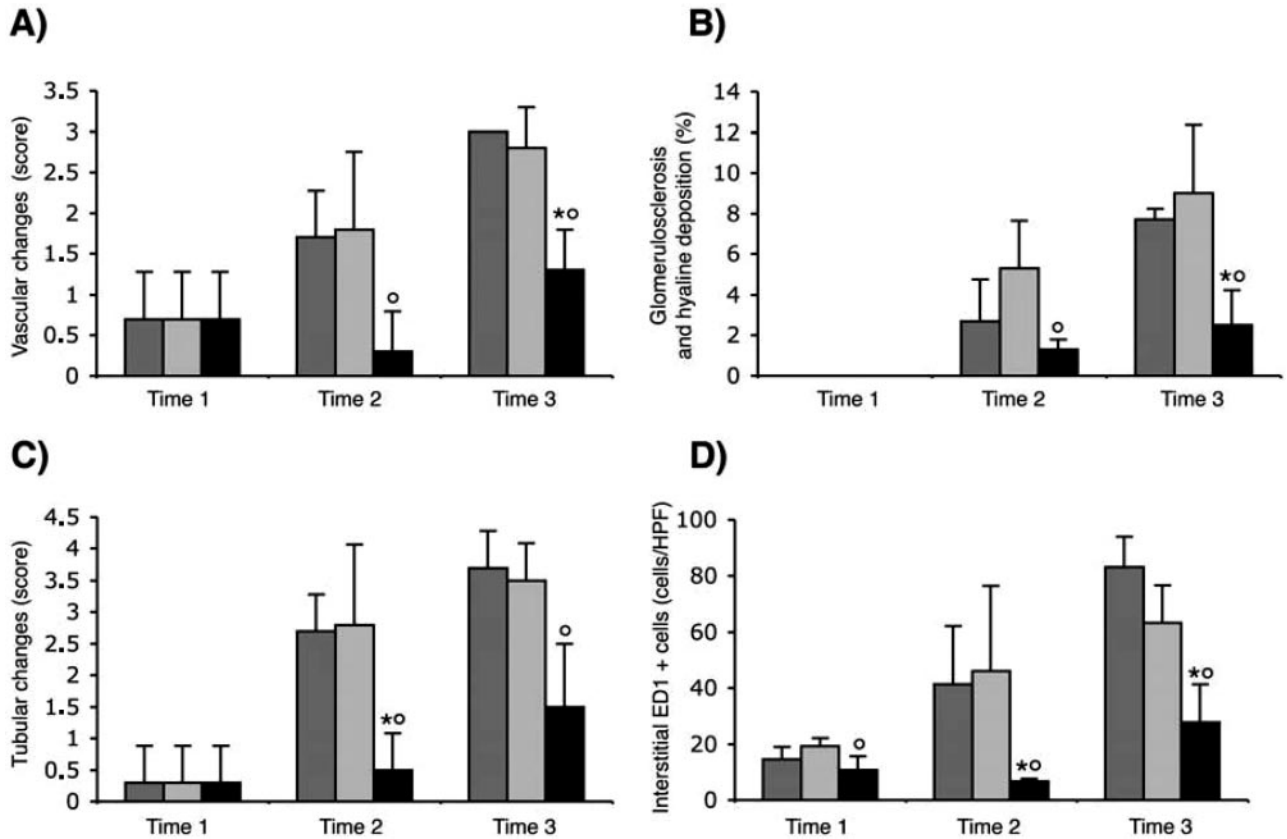 A)
Vascular changes (score)
3.5
3
2.5
2
1.5
1
0.5
0
○
*○
Time 1
Time 2
Time 3
B)
Glomerulosclerosis
and hyaline deposition (%)
14
12
10
8
6
4
2
0
○
*○
Time 1
Time 2
Time 3
C)
Tubular changes (score)
4.5
4
3.5
3
2.5
2
1.5
1
0.5
0
*○
○
Time 1
Time 2
Time 3
D)
Interstitial ED1 + cells (cells/HPF)
100
80
60
40
20
0
○
*○
*○
Time 1
Time 2
Time 3